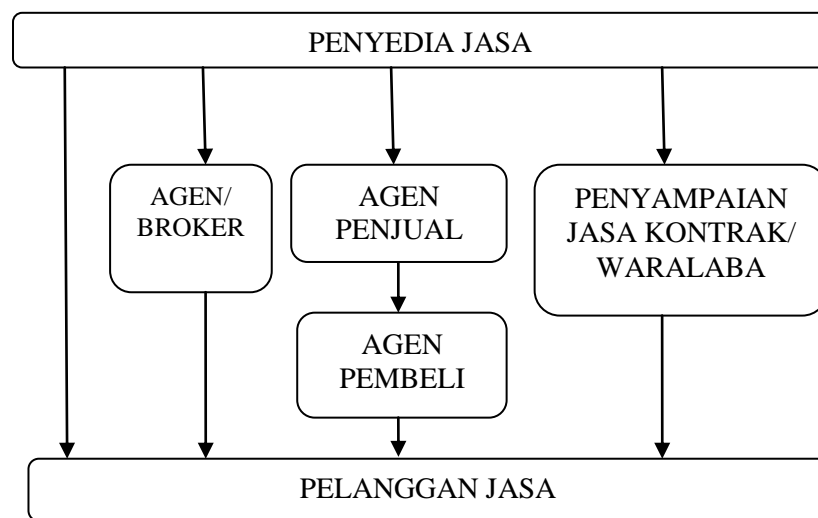 PENYEDIA JASA
AGEN/
BROKER
AGEN
PENJUAL
PENYAMPAIAN
JASA KONTRAK/
WARALABA
AGEN
PEMBELI
PELANGGAN JASA